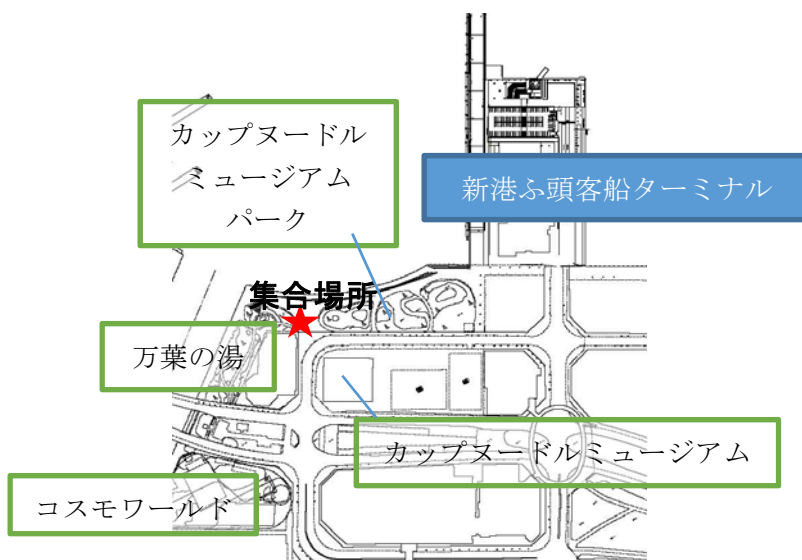 カップヌードル
ミュージアム
パーク
新港ふ頭客船ターミナル
集合場所
万葉の湯
カップヌードルミュージアム
コスモワールド